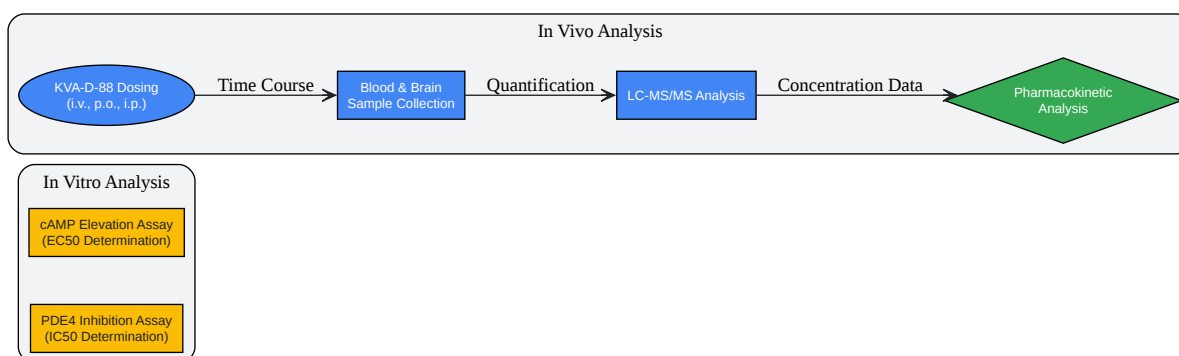 In Vivo Analysis
KVA-D-88 Dosing
(i.v., p.o., i.p.)
Time Course
Blood & Brain
Sample Collection
Quantification
LC-MS/MS Analysis
Concentration Data
Pharmacokinetic
Analysis
In Vitro Analysis
cAMP Elevation Assay
(EC50 Determination)
PDE4 Inhibition Assay
(IC50 Determination)